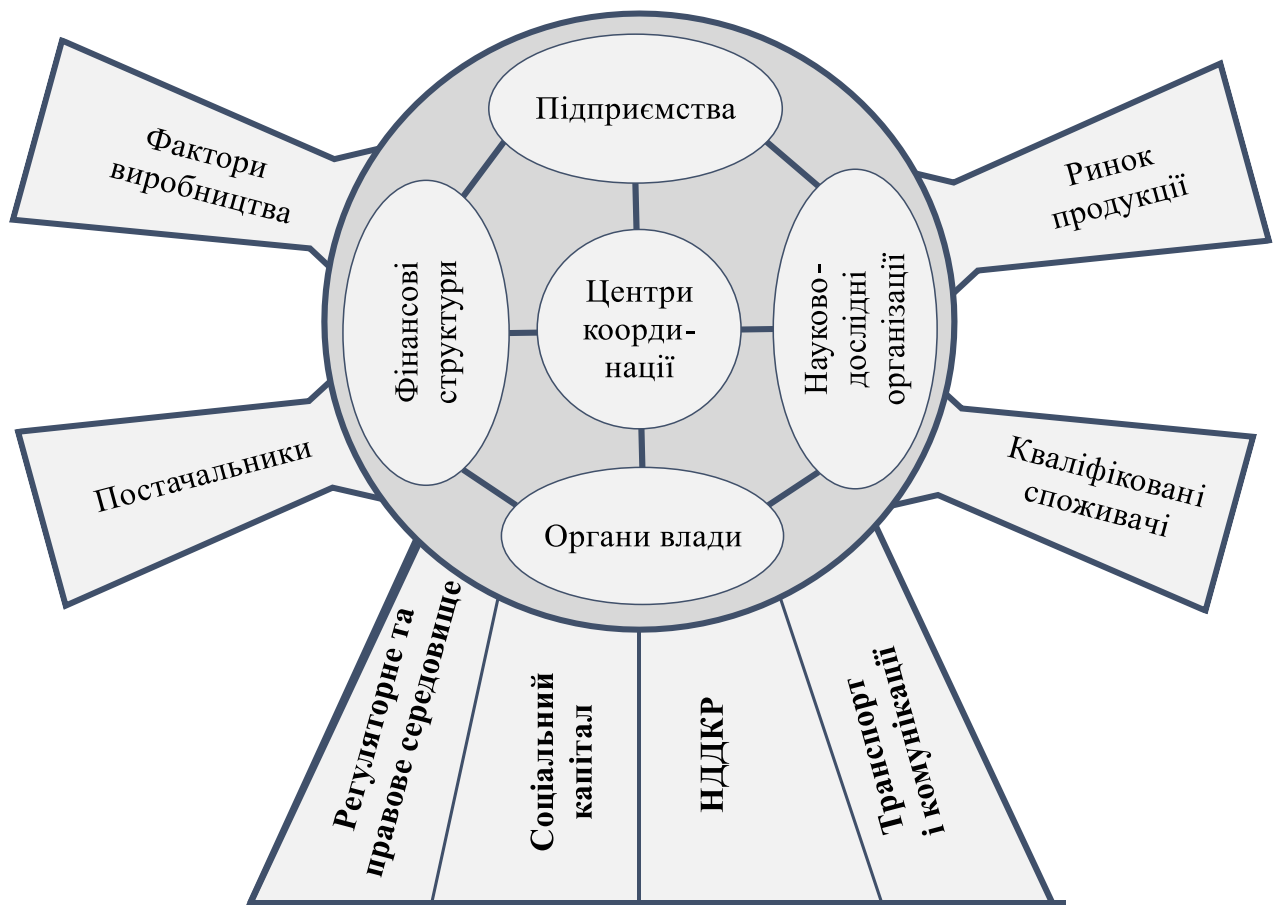 Підприємства
Фактори
виробництва
Ринок
продукції
Фінансові
структури
Центри
коорди-
нації
Науково-
дослідні
організації
Постачальники
Кваліфіковані
споживачі
Органи влади
Регуляторне та
правове середовище
Соціальний
капітал
НДДКР
Транспорт
і комунікації